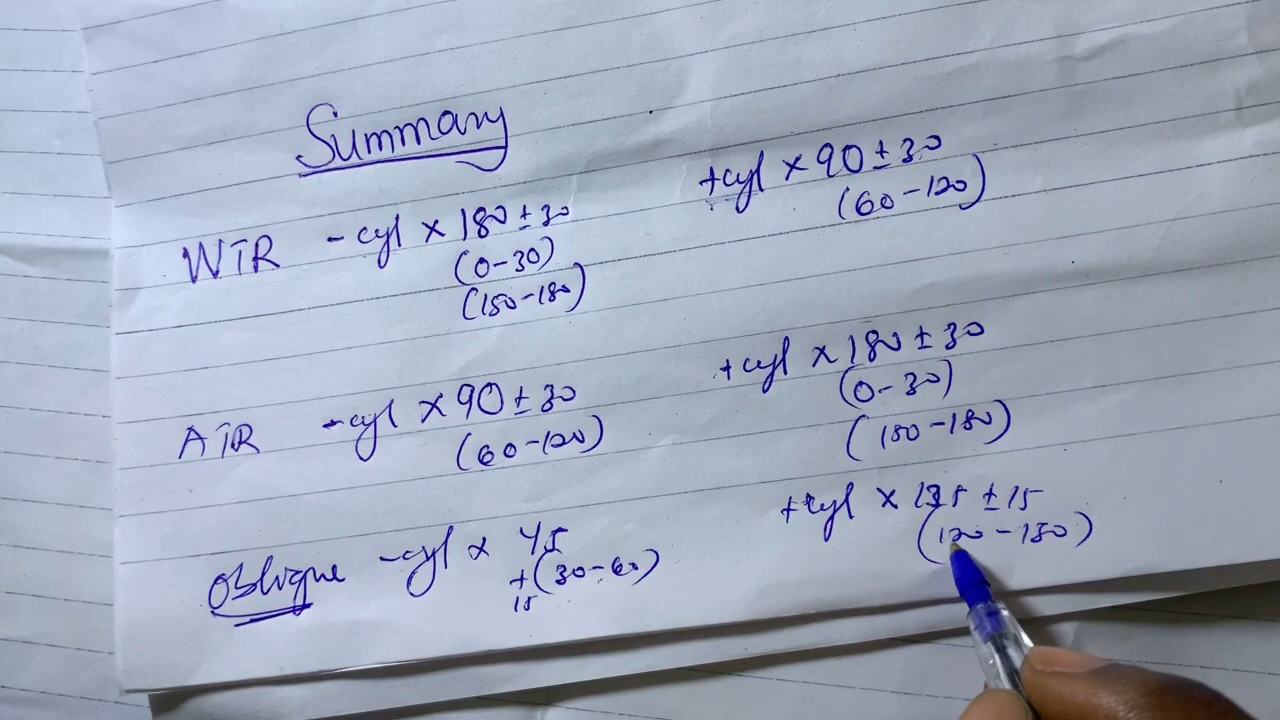 Summary
WTR -cyl × 180 ± 30
(0-30)
(150-180)
+cyl × 90 ± 30
(60-120)
ATR -cyl × 90 ± 30
(60-120)
+cyl × 180 ± 30
(0-30)
(150-180)
Oblique -cyl × 45
± (30-60)
15
+cyl × 135 ± 15
(120-150)